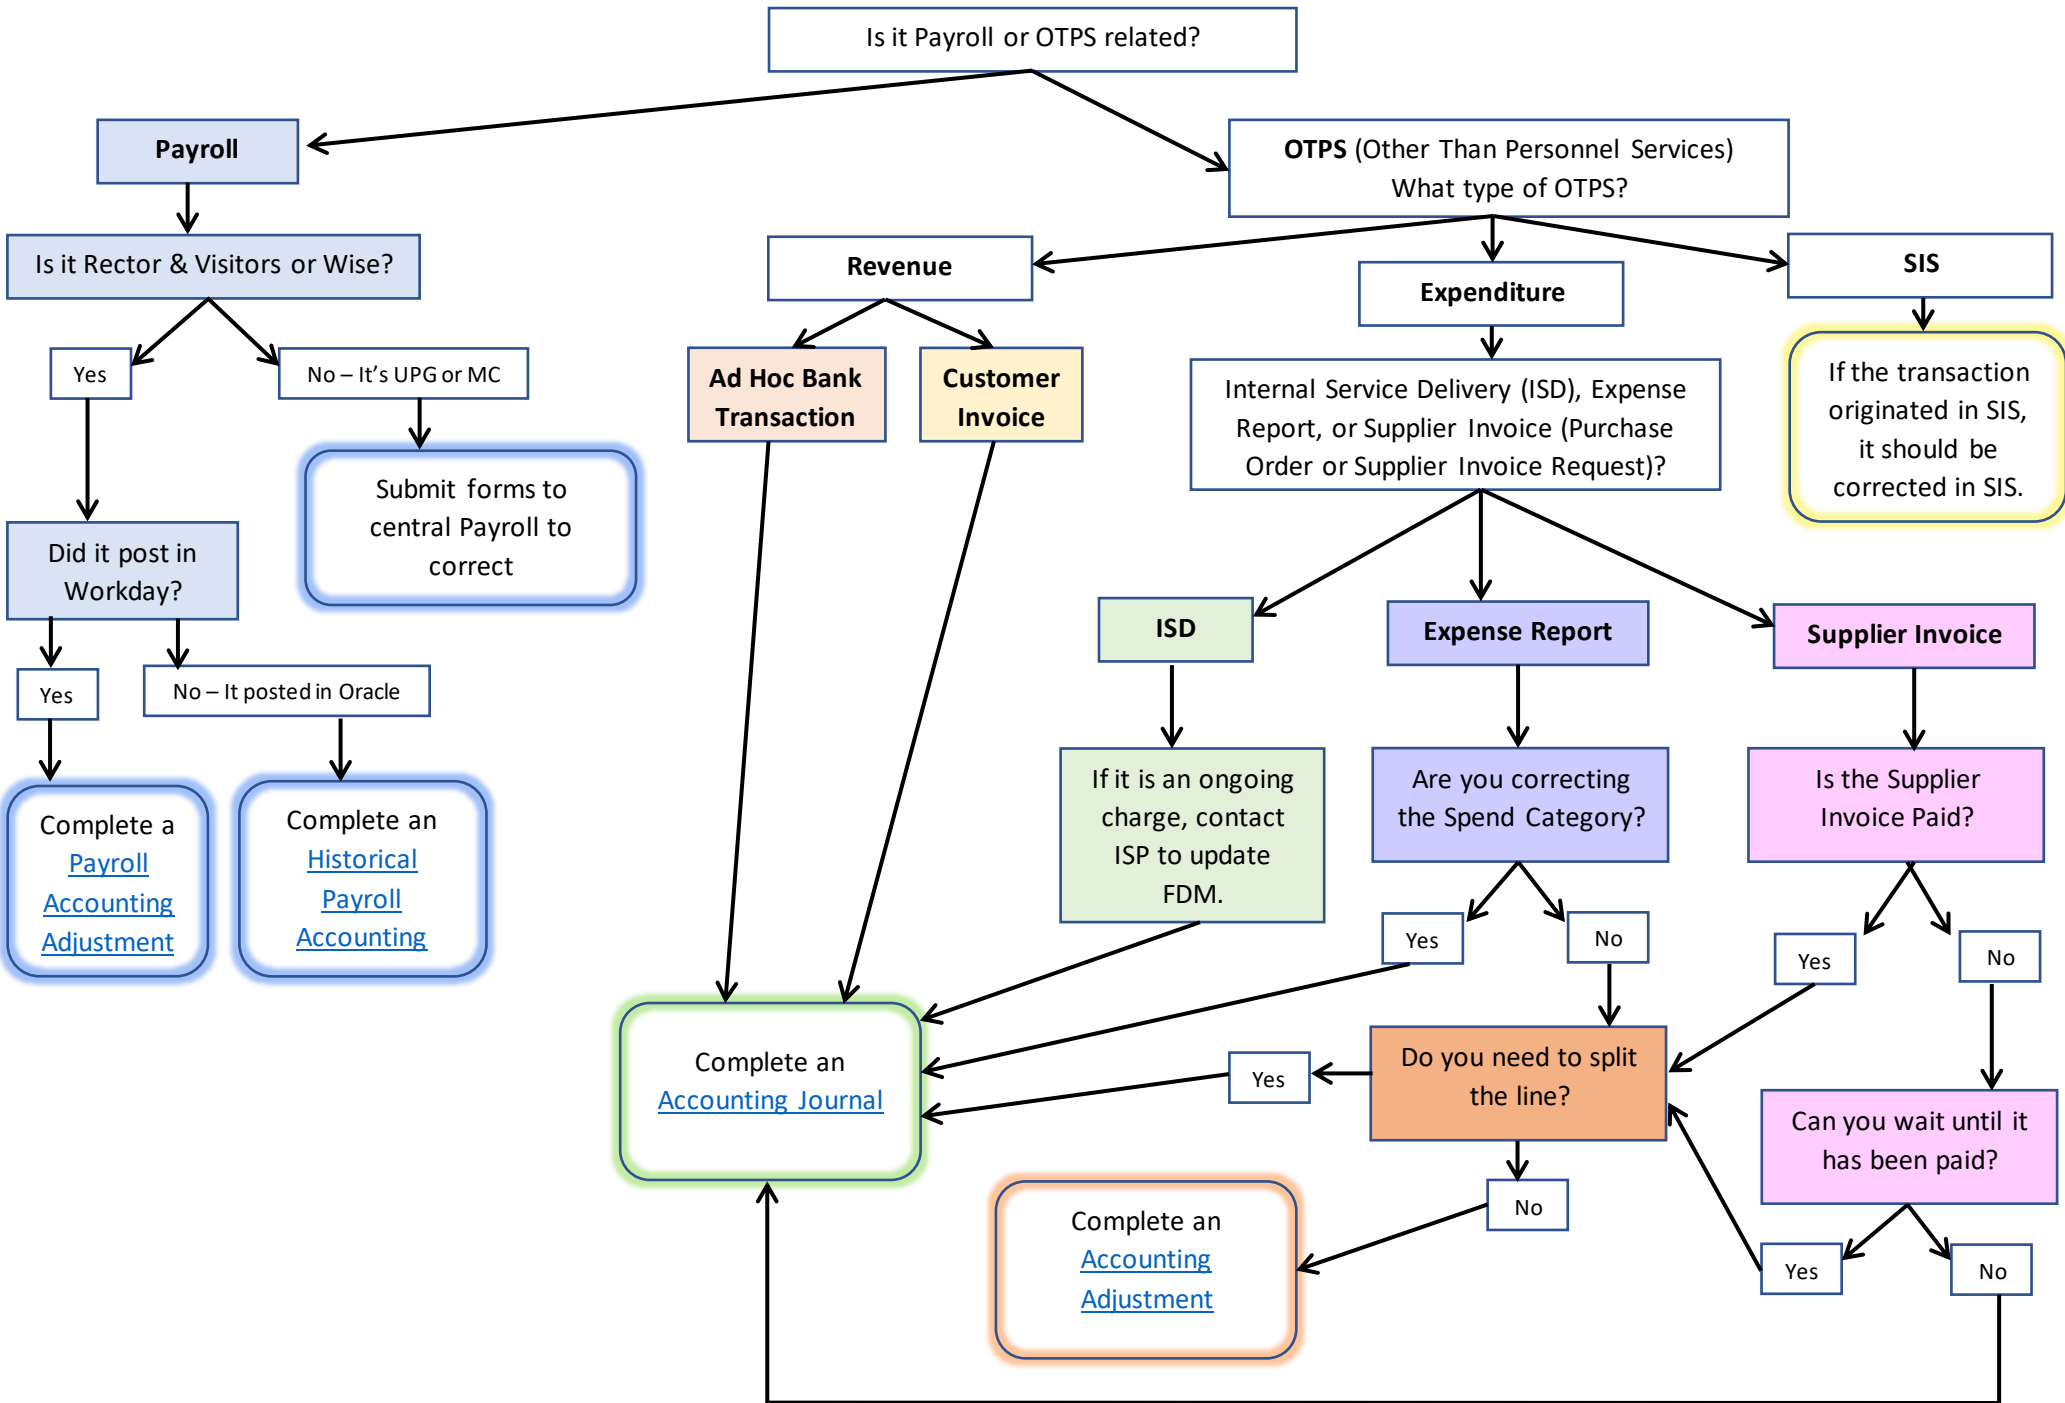 Is it Payroll or OTPS related?
Payroll
OTPS (Other Than Personnel Services)
What type of OTPS?
Is it Rector & Visitors or Wise?
Revenue
Expenditure
SIS
Yes
No – It's UPG or MC
Ad Hoc Bank
Transaction
Customer
Invoice
Internal Service Delivery (ISD), Expense
Report, or Supplier Invoice (Purchase
Order or Supplier Invoice Request)?
If the transaction
originated in SIS,
it should be
corrected in SIS.
Submit forms to
central Payroll to
correct
Did it post in
Workday?
ISD
Expense Report
Supplier Invoice
Yes
No – It posted in Oracle
If it is an ongoing
charge, contact
ISP to update
FDM.
Are you correcting
the Spend Category?
Is the Supplier
Invoice Paid?
Complete a
Payroll
Accounting
Adjustment
Complete an
Historical
Payroll
Accounting
Yes
No
Yes
No
Complete an
Accounting Journal
Yes
Do you need to split
the line?
Can you wait until it
has been paid?
No
Complete an
Accounting
Adjustment
Yes
No